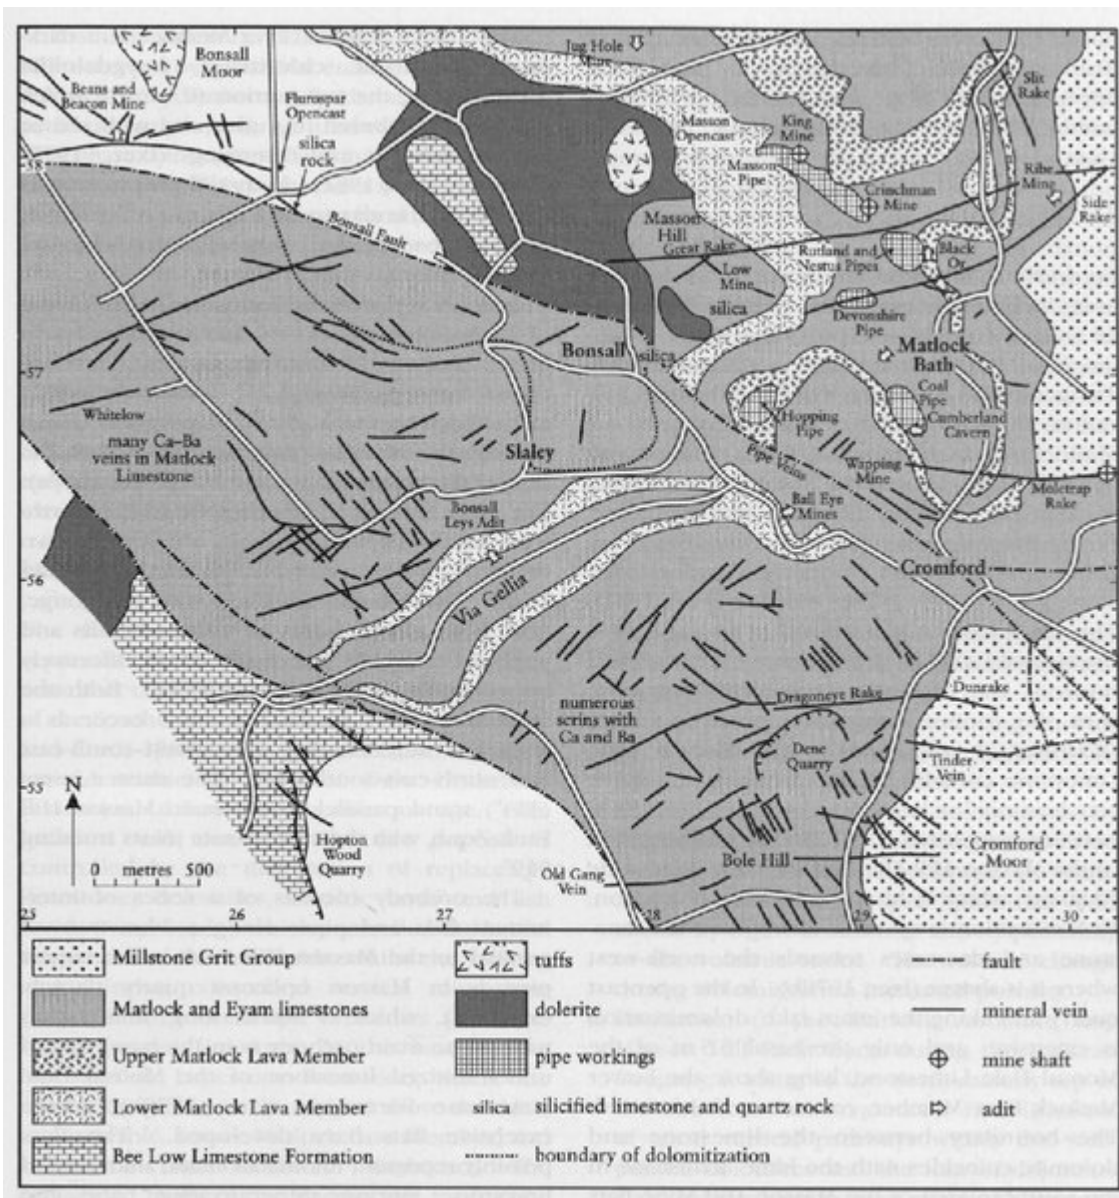 Bonsall
Moor
Jug Hole
Mine
Slix
Rake
Beans and
Beacon Mine
Fluorspar
Opencast
silica
rock
Masson
Opencast
King
Mine
58
Masson
Pipe
Crinchman
Mine
Ribe
Mine
Side
Rake
Bonsall Fault
Masson
Hill
Great Rake
Low
Mine
Rutland and
Nestus Pipes
Black
Ox
silica
Devonshire
Pipe
57
Bonsall
silica
Matlock
Bath
Whitelow
Coal
Pipe
Cumberland
Cavern
Hopping
Pipe
many Ca–Ba
veins in Matlock
Limestone
Slaley
Pipe Veins
Wapping
Mine
Moletrap
Rake
Bonsall
Leys Adit
Ball Eye
Mines
56
Via Gellia
Cromford
numerous
scrins with
Ca and Ba
Dragoneye Rake
Dunrake
Dene
Quarry
Tinder
Vein
55
N
Hopton
Wood
Quarry
Bole Hill
Cromford
Moor
0 metres 500
Old Gang
Vein
25 26 27 28 29 30
Millstone Grit Group
tuffs
fault
Matlock and Eyam limestones
dolerite
mineral vein
Upper Matlock Lava Member
pipe workings
mine shaft
Lower Matlock Lava Member
silica
silicified limestone and quartz rock
adit
Bee Low Limestone Formation
boundary of dolomitization